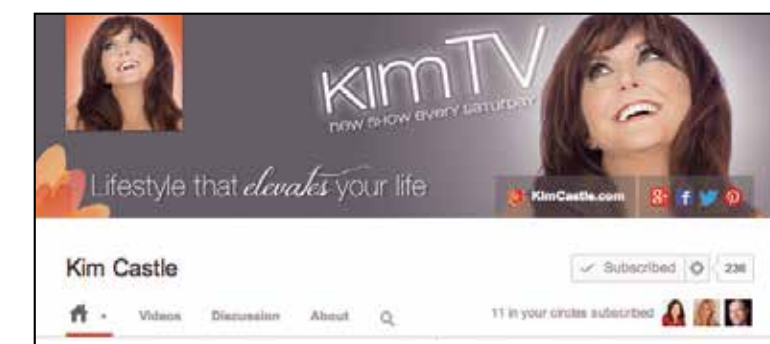 KimTV
new show every saturday
Lifestyle that elevates your life
KimCastle.com
8+ f
Kim Castle
Subscribed 236
Videos Discussion About
11 in your circles subscribed